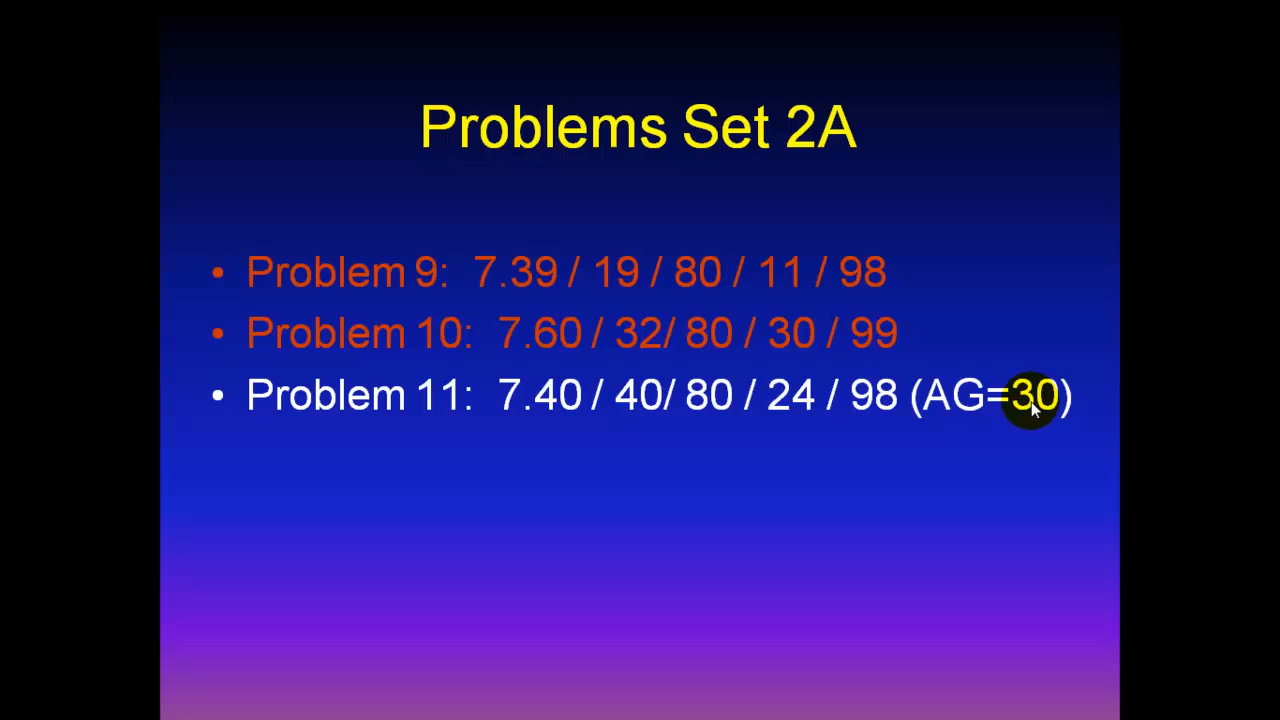 Problems Set 2A
• Problem 9: 7.39 / 19 / 80 / 11 / 98
• Problem 10: 7.60 / 32/ 80 / 30 / 99
• Problem 11: 7.40 / 40/ 80 / 24 / 98 (AG=30)